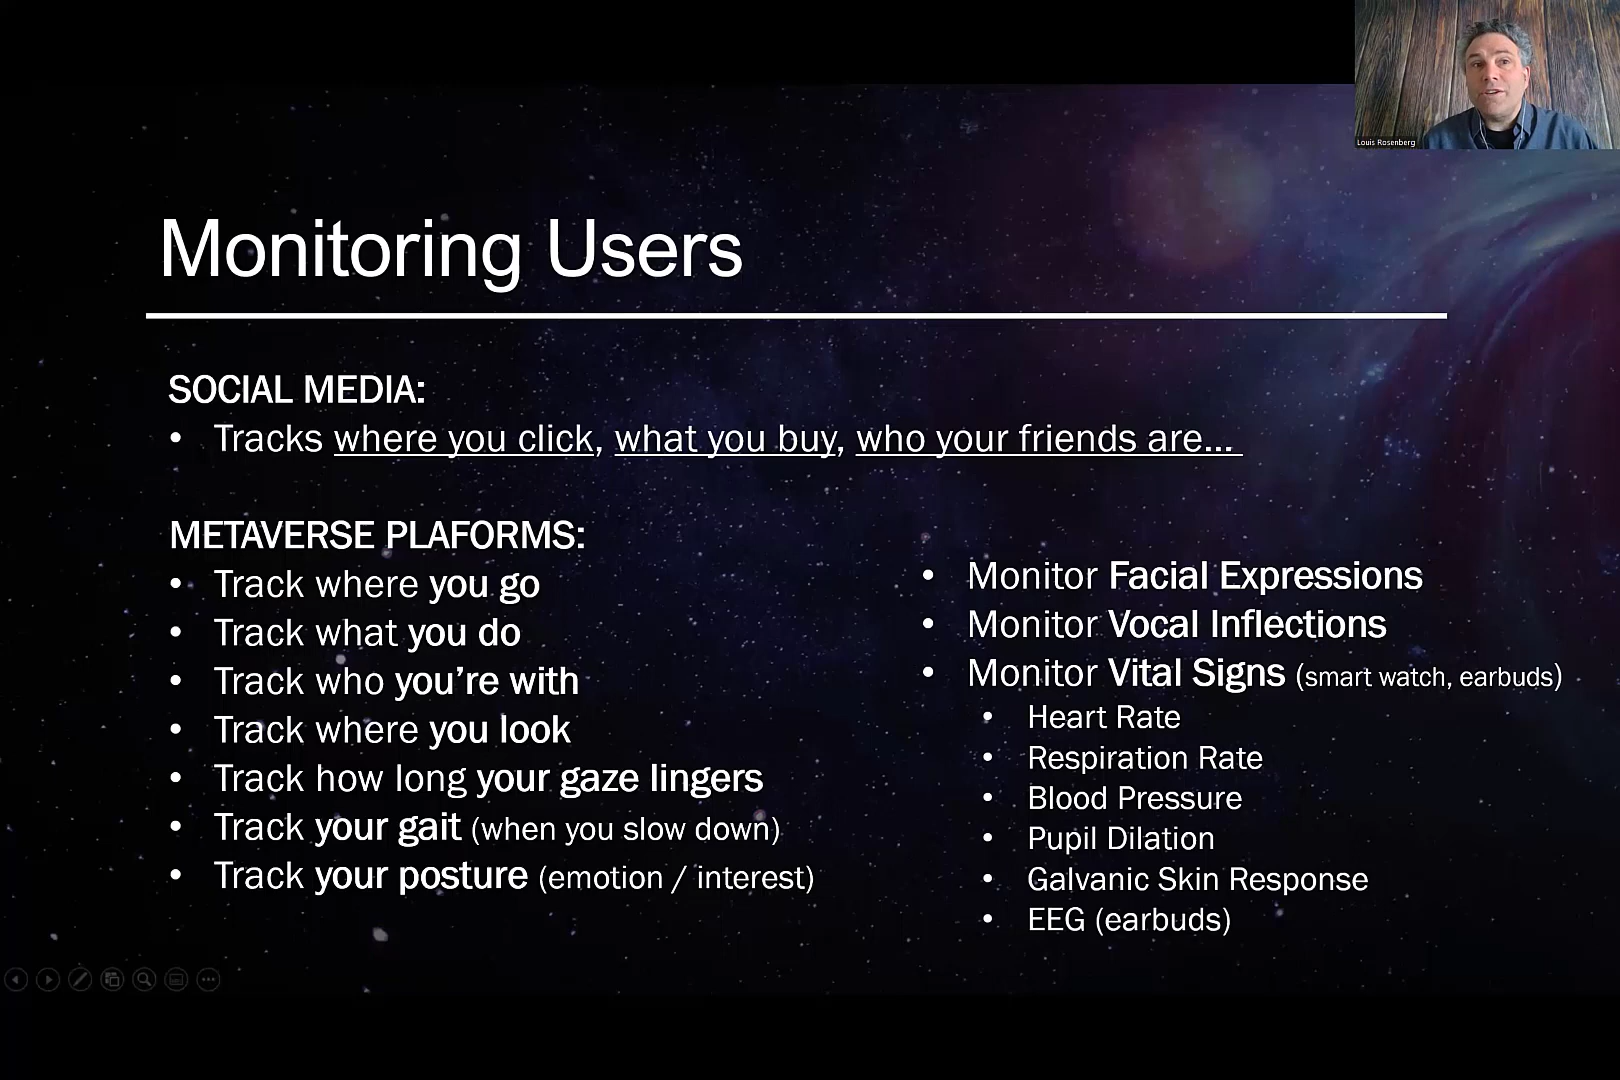 Louis Rosenberg
Monitoring Users
SOCIAL MEDIA:
• Tracks where you click, what you buy, who your friends are...
METAVERSE PLAFORMS:
• Track where you go
• Track what you do
• Track who you're with
• Track where you look
• Track how long your gaze lingers
• Track your gait (when you slow down)
• Track your posture (emotion / interest)
• Monitor Facial Expressions
• Monitor Vocal Inflections
• Monitor Vital Signs (smart watch, earbuds)
• Heart Rate
• Respiration Rate
• Blood Pressure
• Pupil Dilation
• Galvanic Skin Response
• EEG (earbuds)